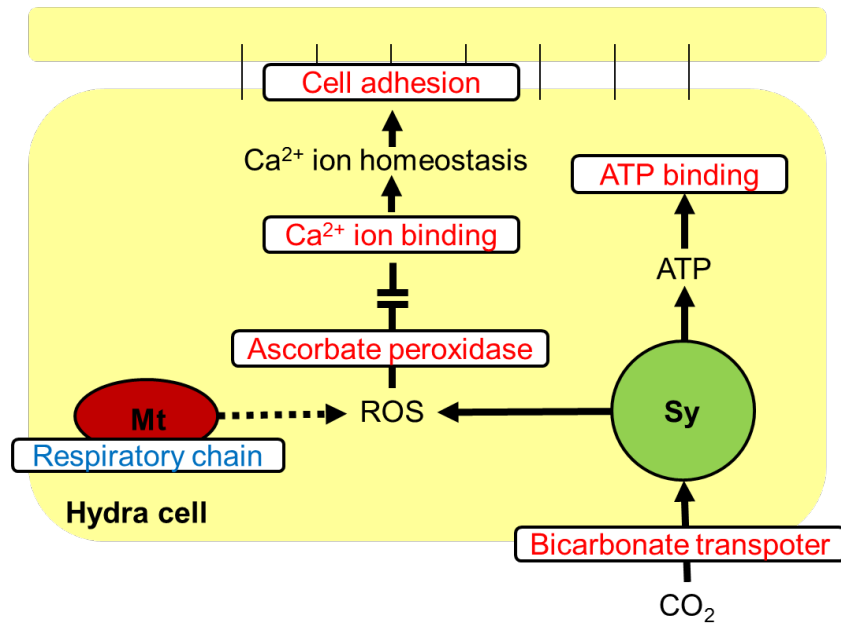 Cell adhesion
Ca²⁺ ion homeostasis
ATP binding
Ca²⁺ ion binding
ATP
Ascorbate peroxidase
Mt
ROS
Sy
Respiratory chain
Hydra cell
Bicarbonate transpoter
CO₂